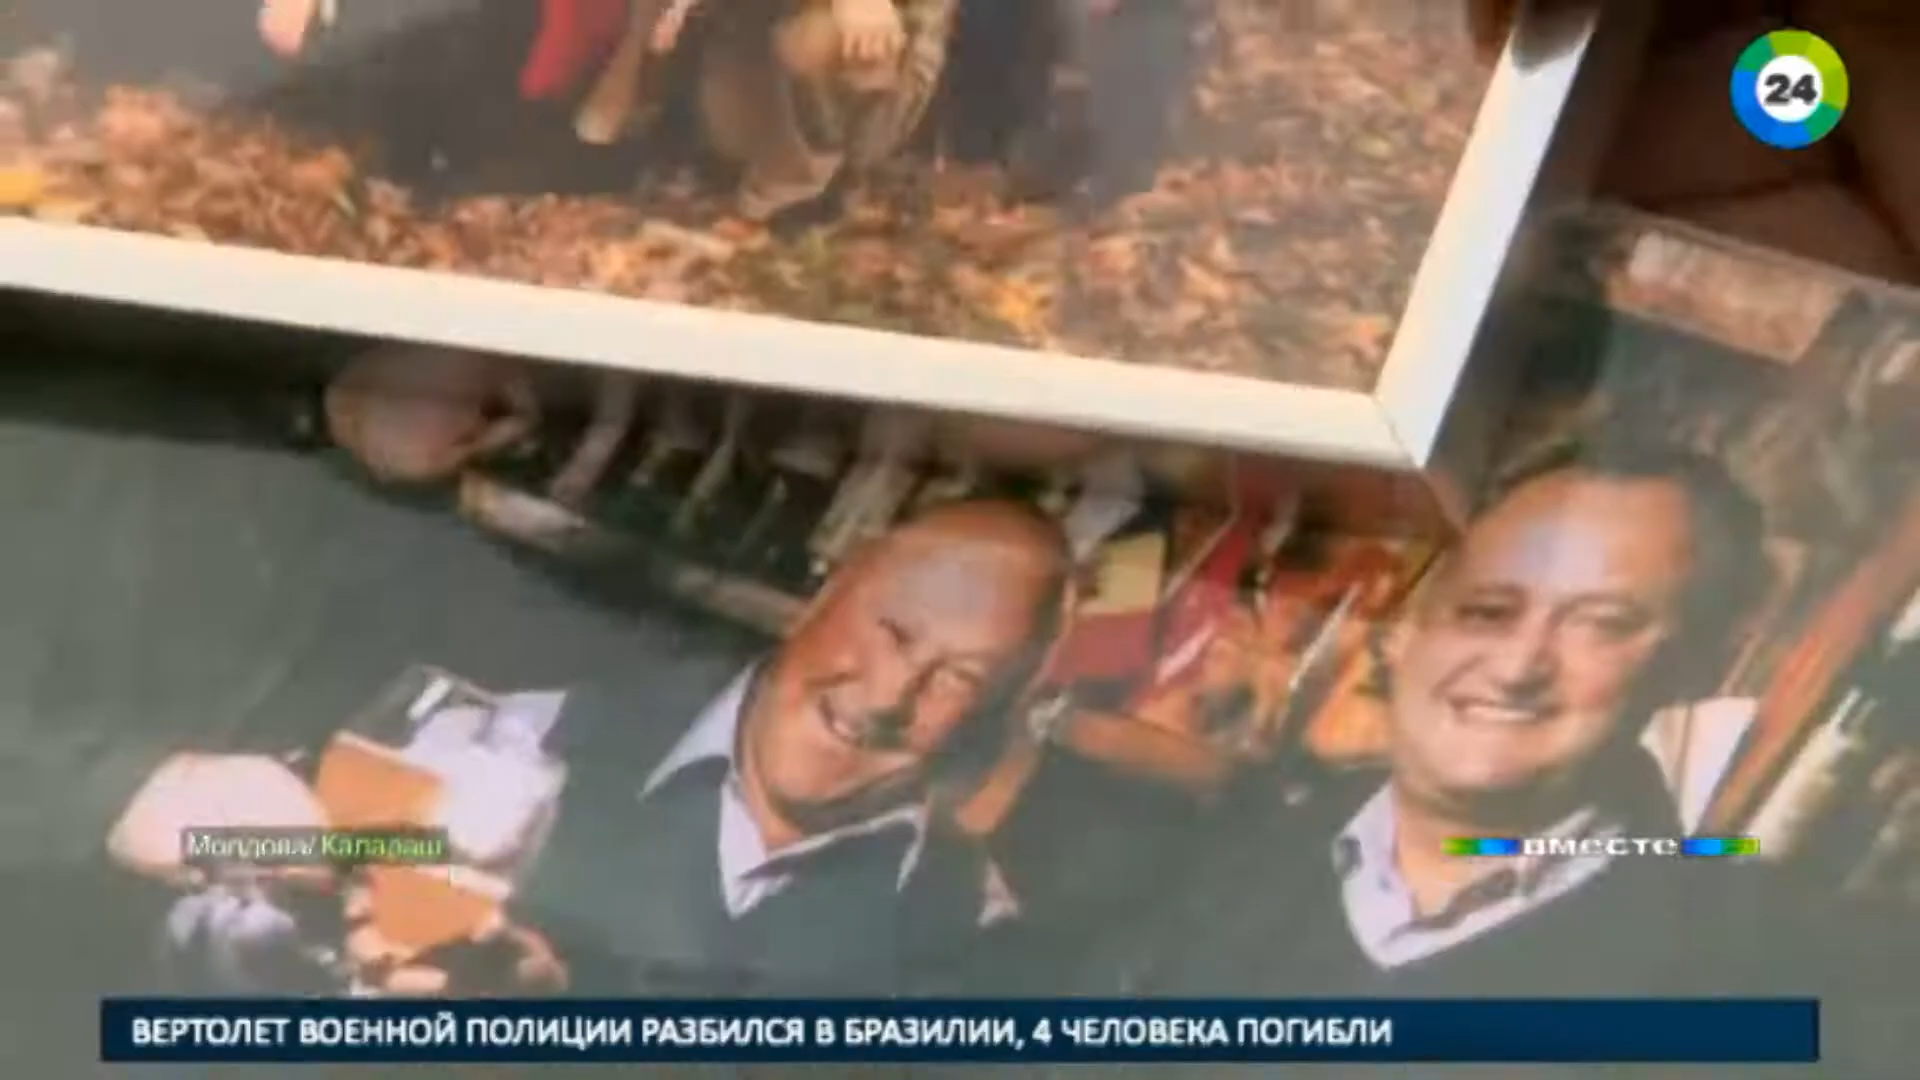 24
Молдова/Калараш
ВМЕСТЕ
ВЕРТОЛЕТ ВОЕННОЙ ПОЛИЦИИ РАЗБИЛСЯ В БРАЗИЛИИ, 4 ЧЕЛОВЕКА ПОГИБЛИ